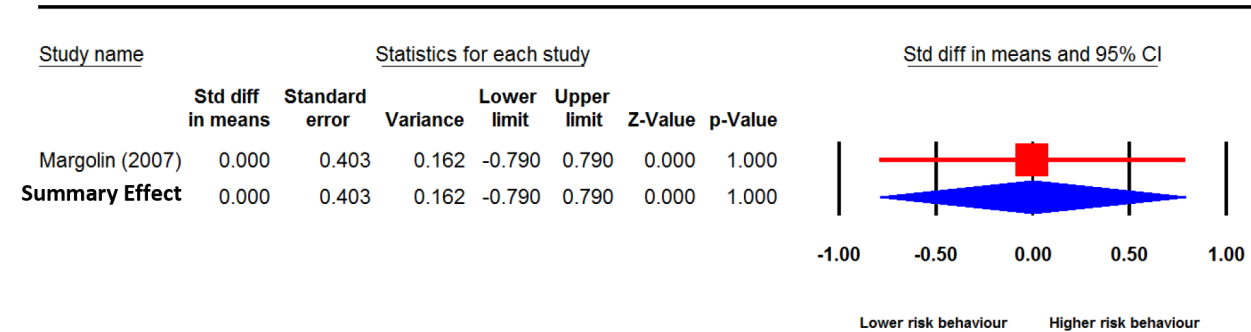 Study name Statistics for each study Std diff in means and 95% CI
Std diff Standard Lower Upper
in means error Variance limit limit Z-Value p-Value
Margolin (2007) 0.000 0.403 0.162 -0.790 0.790 0.000 1.000
Summary Effect 0.000 0.403 0.162 -0.790 0.790 0.000 1.000
-1.00 -0.50 0.00 0.50 1.00
Lower risk behaviour Higher risk behaviour